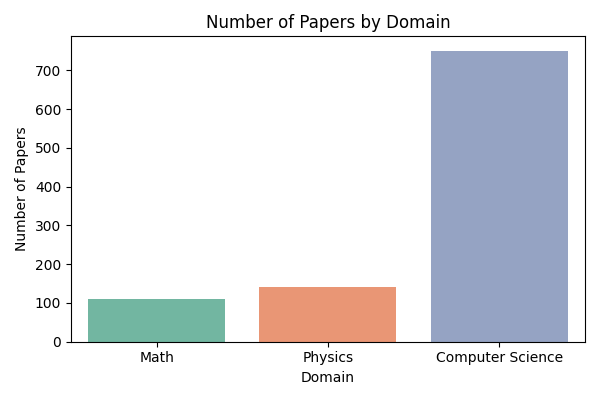 Number of Papers by Domain
Number of Papers
700
600
500
400
300
200
100
0
Math Physics Computer Science
Domain